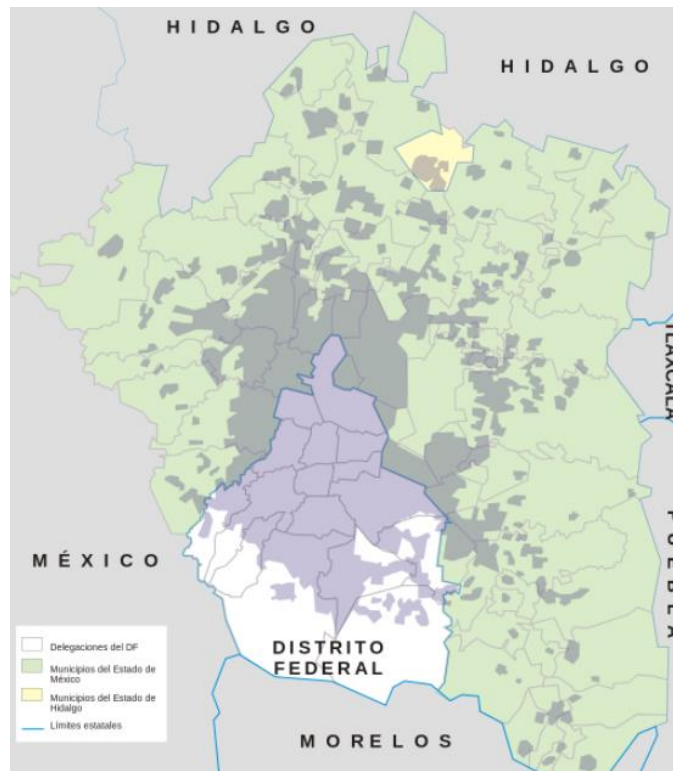 HIDALGO
HIDALGO
TLAXCALA
PUEBLA
MÉXICO
DISTRITO
FEDERAL
MORELOS
Delegaciones del DF
Municipios del Estado de
México
Municipios del Estado de
Hidalgo
Límites estatales